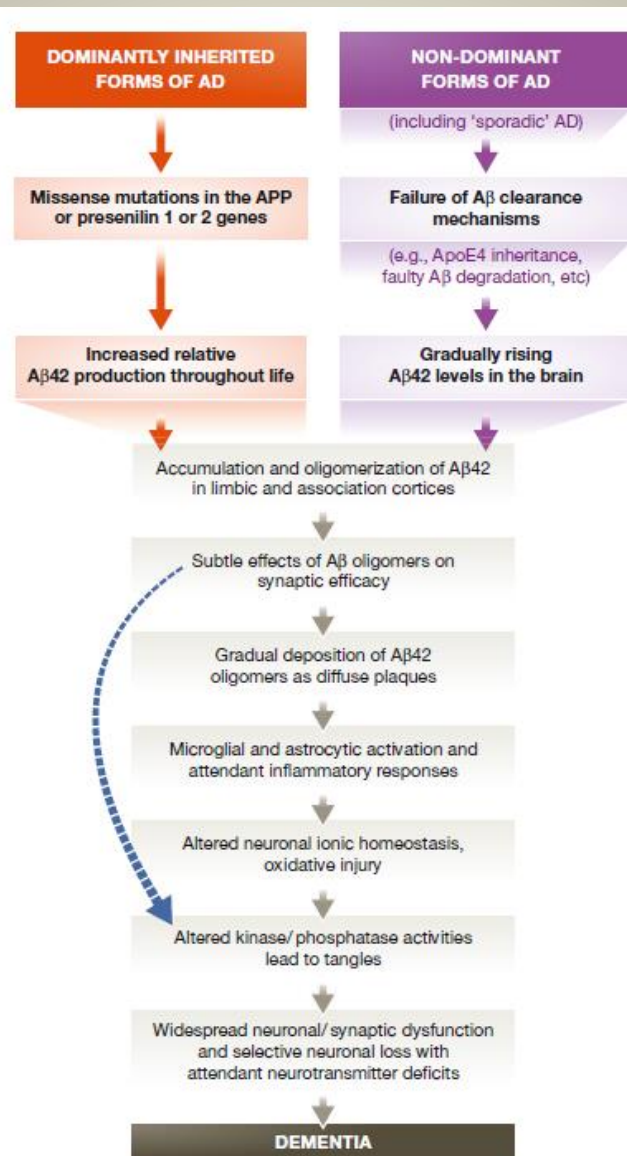 DOMINANTLY INHERITED
FORMS OF AD
NON-DOMINANT
FORMS OF AD
(including 'sporadic' AD)
Missense mutations in the APP
or presenilin 1 or 2 genes
Failure of Aβ clearance
mechanisms
(e.g., ApoE4 inheritance,
faulty Aβ degradation, etc)
Increased relative
Aβ42 production throughout life
Gradually rising
Aβ42 levels in the brain
Accumulation and oligomerization of Aβ42
in limbic and association cortices
Subtle effects of Aβ oligomers on
synaptic efficacy
Gradual deposition of Aβ42
oligomers as diffuse plaques
Microglial and astrocytic activation and
attendant inflammatory responses
Altered neuronal ionic homeostasis,
oxidative injury
Altered kinase/phosphatase activities
lead to tangles
Widespread neuronal/synaptic dysfunction
and selective neuronal loss with
attendant neurotransmitter deficits
DEMENTIA